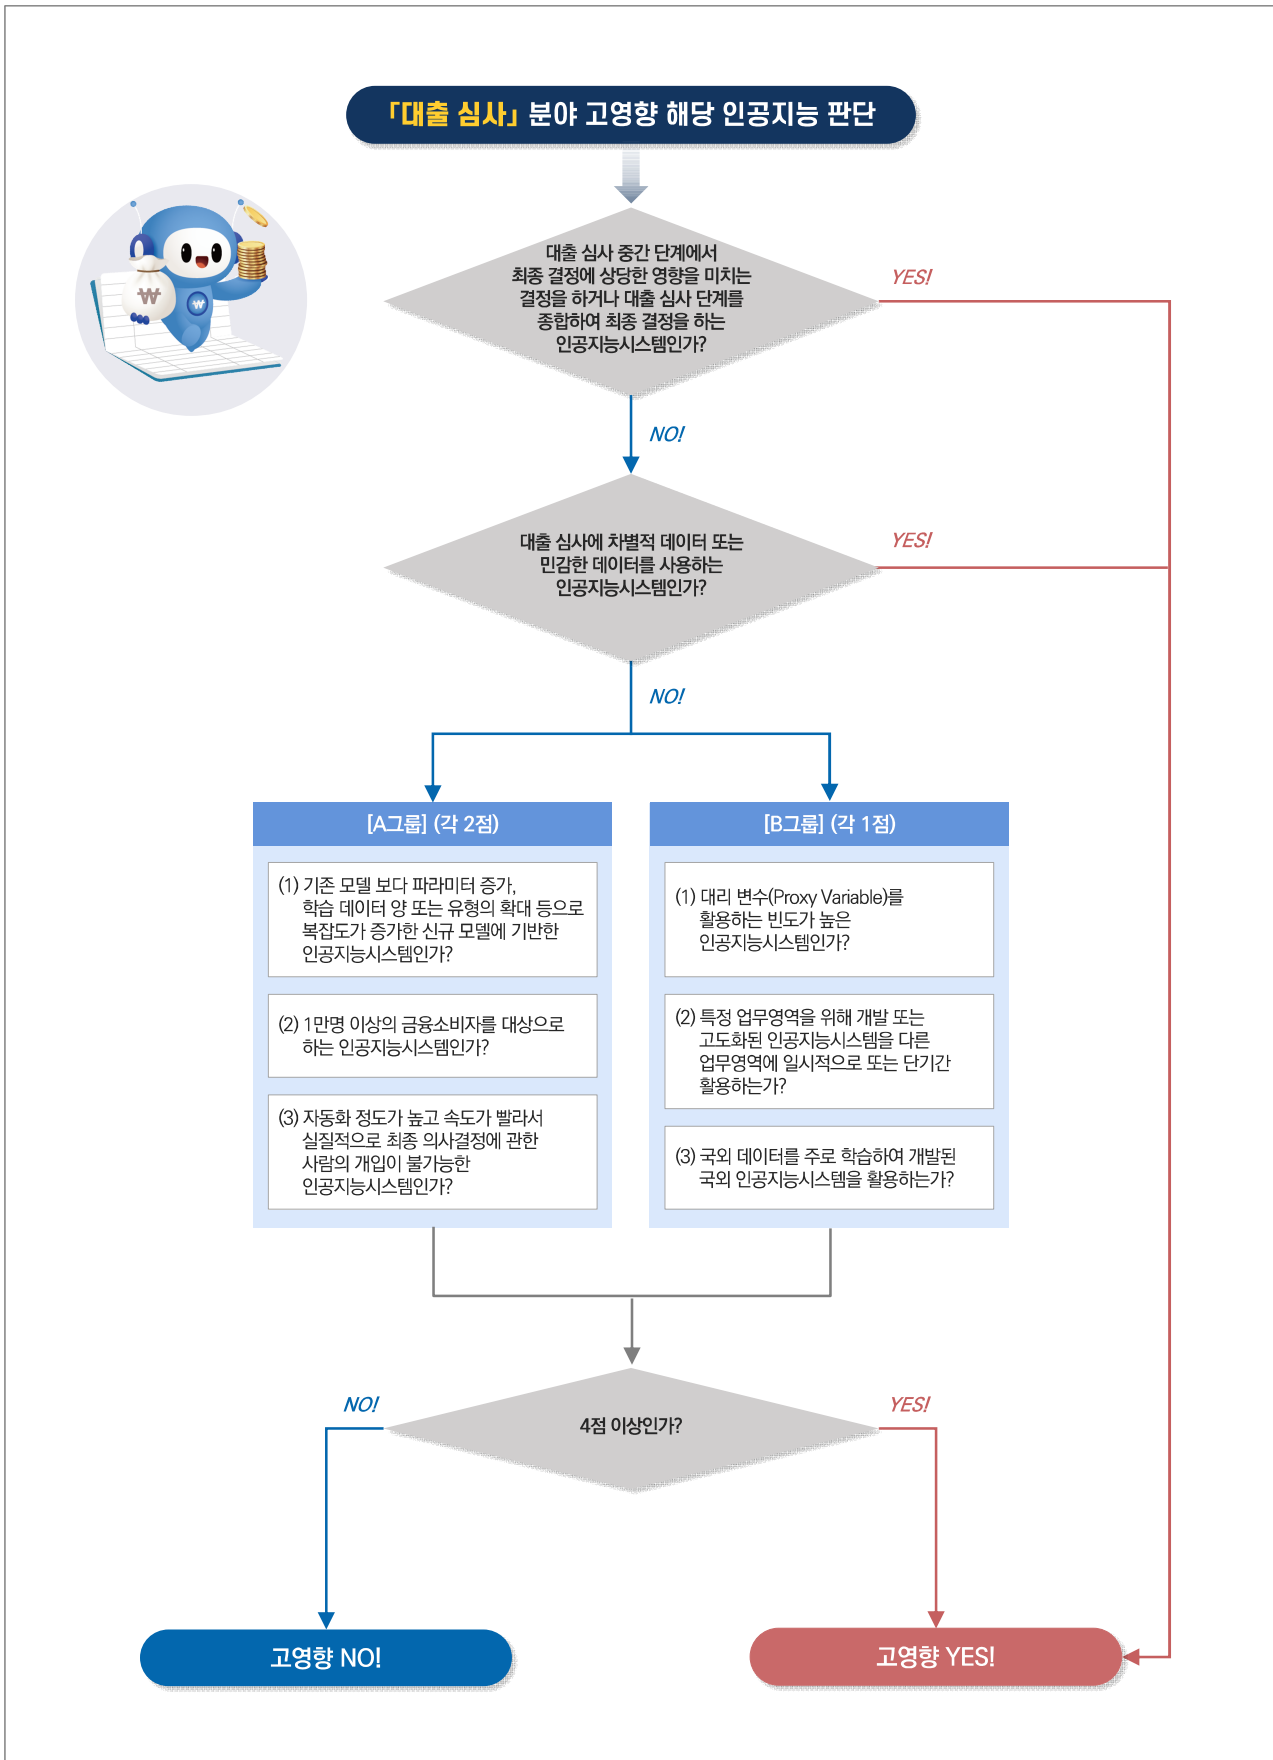 「대출 심사」 분야 고영향 해당 인공지능 판단
₩
₩
대출 심사 중간 단계에서
최종 결정에 상당한 영향을 미치는
결정을 하거나 대출 심사 단계를
종합하여 최종 결정을 하는
인공지능시스템인가?
YES!
NO!
대출 심사에 차별적 데이터 또는
민감한 데이터를 사용하는
인공지능시스템인가?
YES!
NO!
[A그룹] (각 2점)
(1) 기존 모델 보다 파라미터 증가,
학습 데이터 양 또는 유형의 확대 등으로
복잡도가 증가한 신규 모델에 기반한
인공지능시스템인가?
(2) 1만명 이상의 금융소비자를 대상으로
하는 인공지능시스템인가?
(3) 자동화 정도가 높고 속도가 빨라서
실질적으로 최종 의사결정에 관한
사람의 개입이 불가능한
인공지능시스템인가?
[B그룹] (각 1점)
(1) 대리 변수(Proxy Variable)를
활용하는 빈도가 높은
인공지능시스템인가?
(2) 특정 업무영역을 위해 개발 또는
고도화된 인공지능시스템을 다른
업무영역에 일시적으로 또는 단기간
활용하는가?
(3) 국외 데이터를 주로 학습하여 개발된
국외 인공지능시스템을 활용하는가?
4점 이상인가?
NO!
YES!
고영향 NO!
고영향 YES!